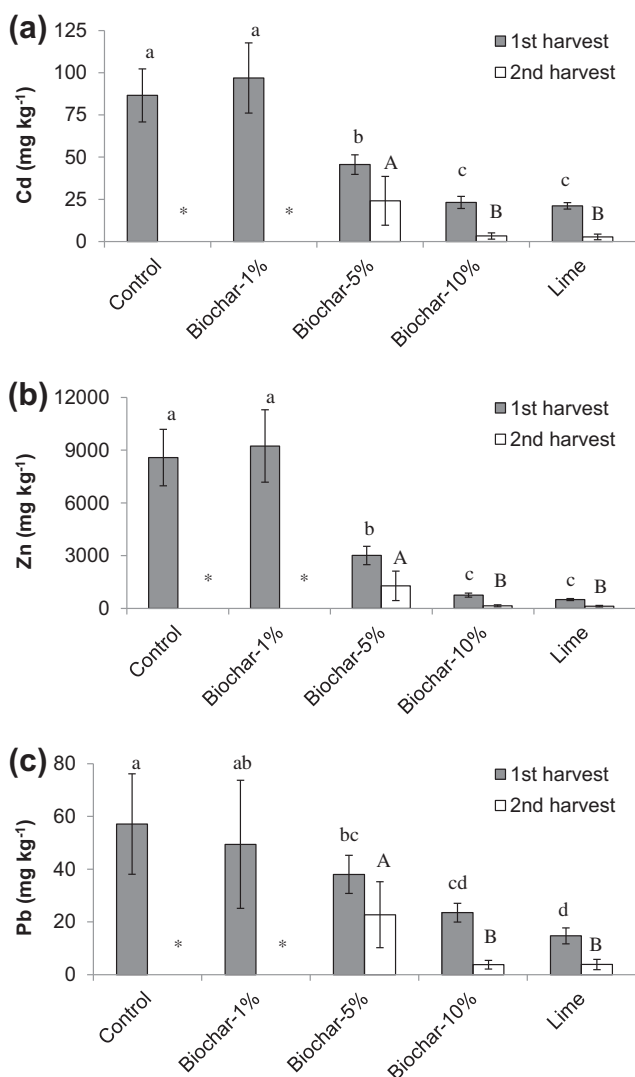 (a)
125
100
75
50
25
0
Cd (mg kg-1)
1st harvest
2nd harvest
a
a
b
A
c
B
c
B
*
*
Control
Biochar-1%
Biochar-5%
Biochar-10%
Lime
(b)
12000
9000
6000
3000
0
Zn (mg kg-1)
1st harvest
2nd harvest
a
a
b
A
c
B
c
B
*
*
Control
Biochar-1%
Biochar-5%
Biochar-10%
Lime
(c)
80
60
40
20
0
Pb (mg kg-1)
1st harvest
2nd harvest
a
ab
bc
A
cd
B
d
B
*
*
Control
Biochar-1%
Biochar-5%
Biochar-10%
Lime